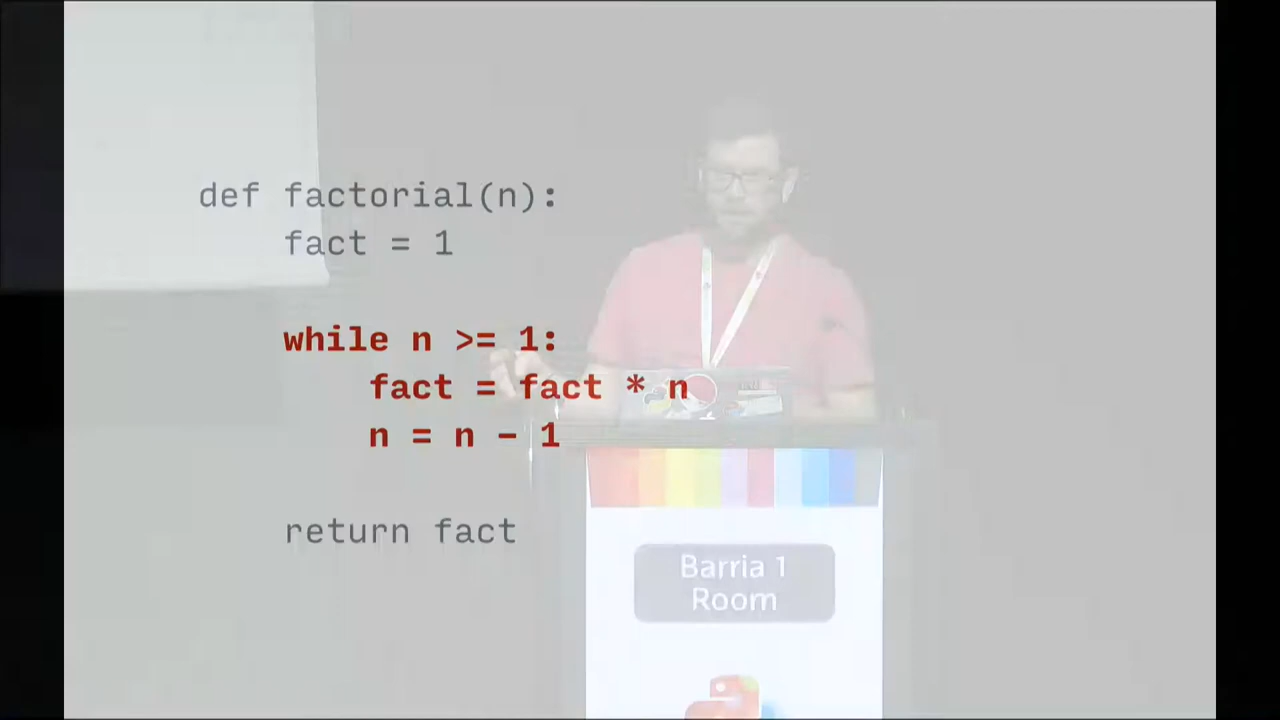 def factorial(n):
    fact = 1
    while n >= 1:
        fact = fact * n
        n = n − 1
    return fact
Barria 1
Room